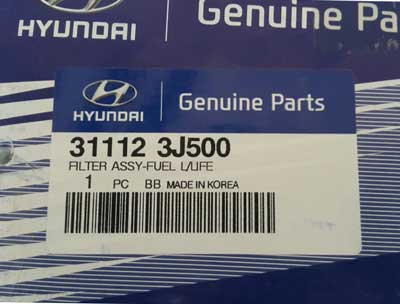 HYUNDAI Genuine Pa
HYUNDAI Genuine Parts
31112 3J500
FILTER ASSY-FUEL L/LIFE
1 PC BB MADE IN KOREA